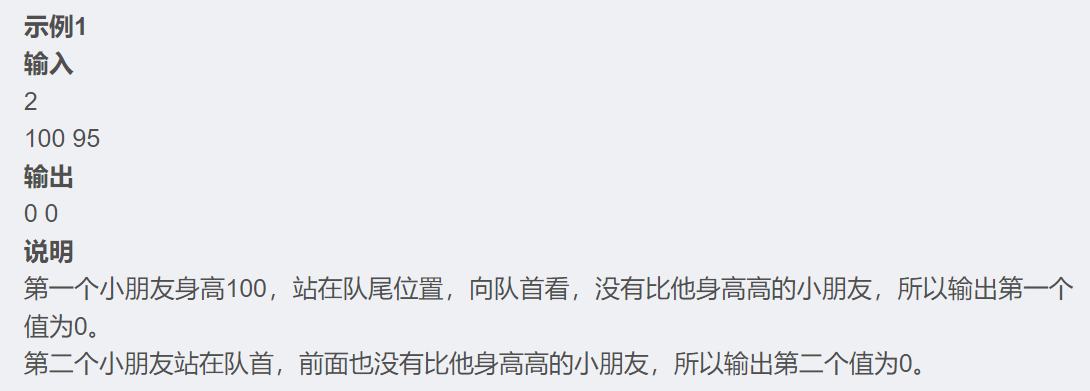 示例1
输入
2
100 95
输出
0 0
说明
第一个小朋友身高100，站在队尾位置，向队首看，没有比他身高高的小朋友，所以输出第一个
值为0。
第二个小朋友站在队首，前面也没有比他身高高的小朋友，所以输出第二个值为0。